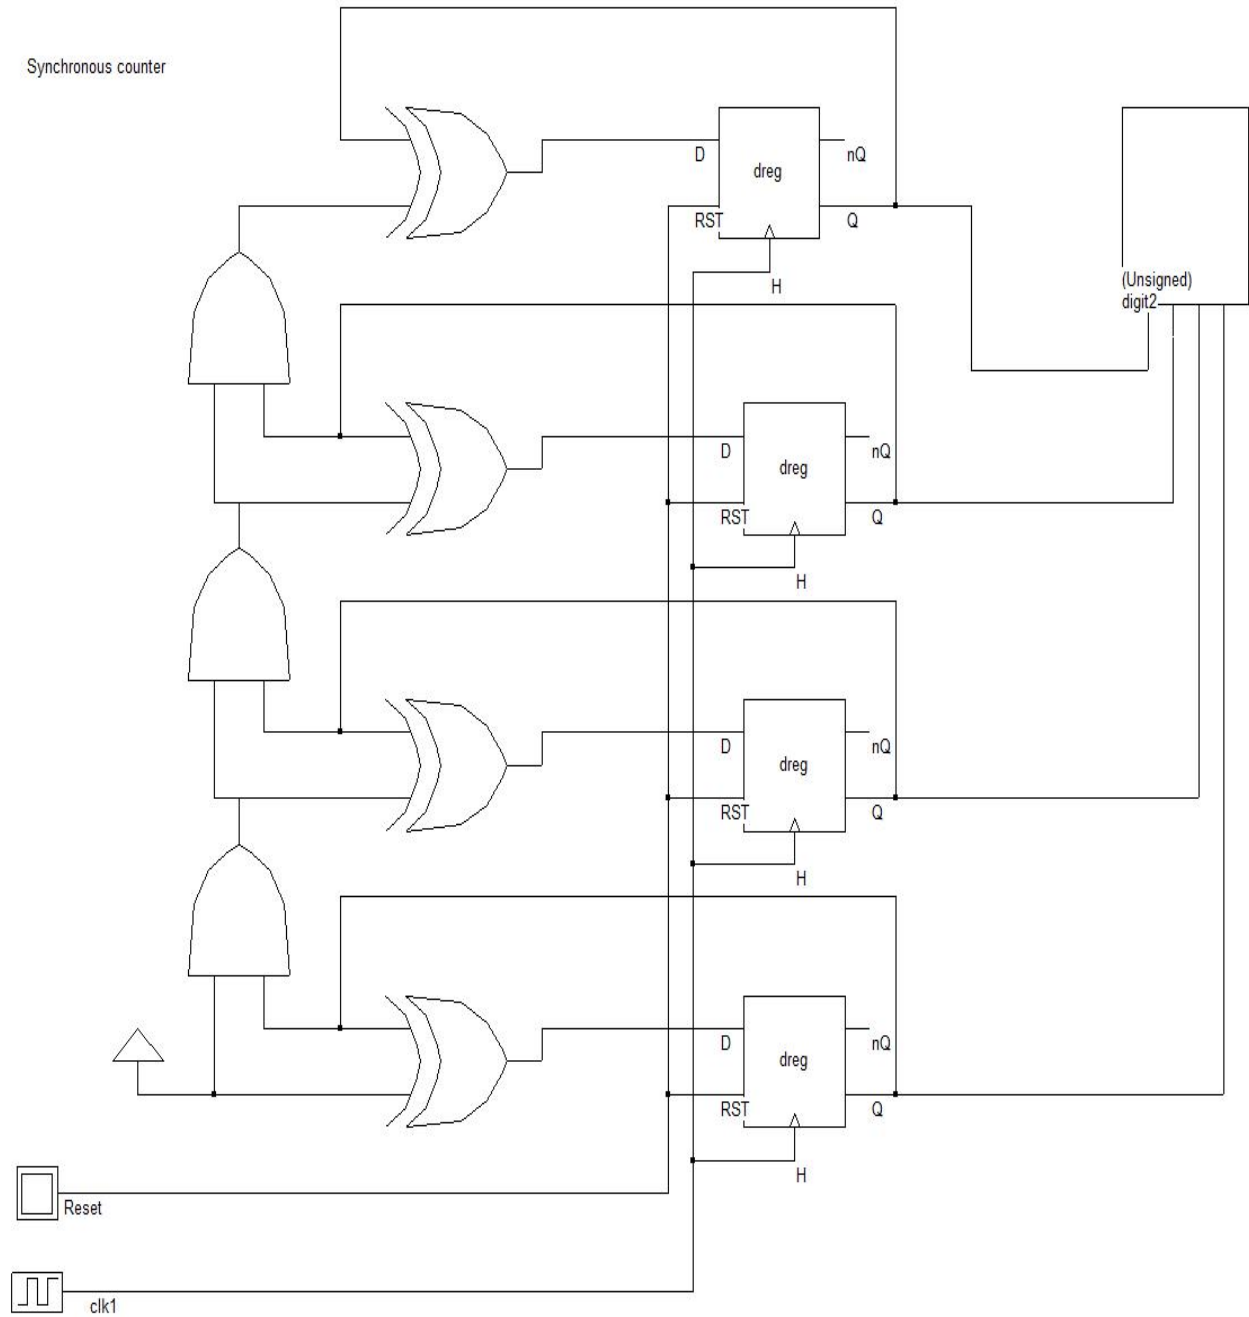 Synchronous counter
D
nQ
dreg
RST
Q
H
(Unsigned)
digit2
D
nQ
dreg
RST
Q
H
D
nQ
dreg
RST
Q
H
D
nQ
dreg
RST
Q
H
Reset
clk1